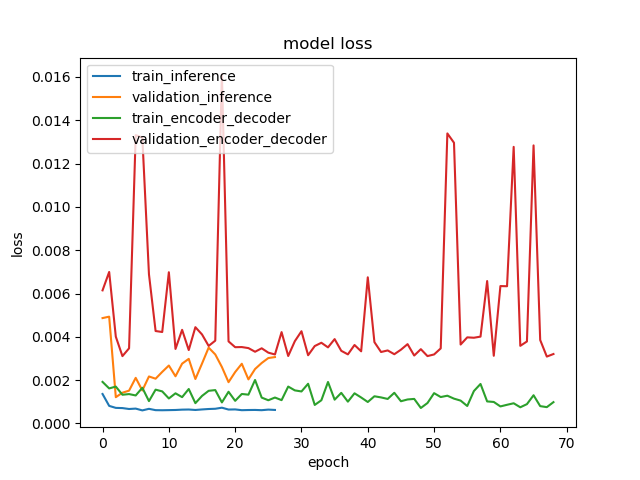 model loss
train_inference
validation_inference
train_encoder_decoder
validation_encoder_decoder
0.016
0.014
0.012
0.010
0.008
0.006
0.004
0.002
0.000
loss
0 10 20 30 40 50 60 70
epoch